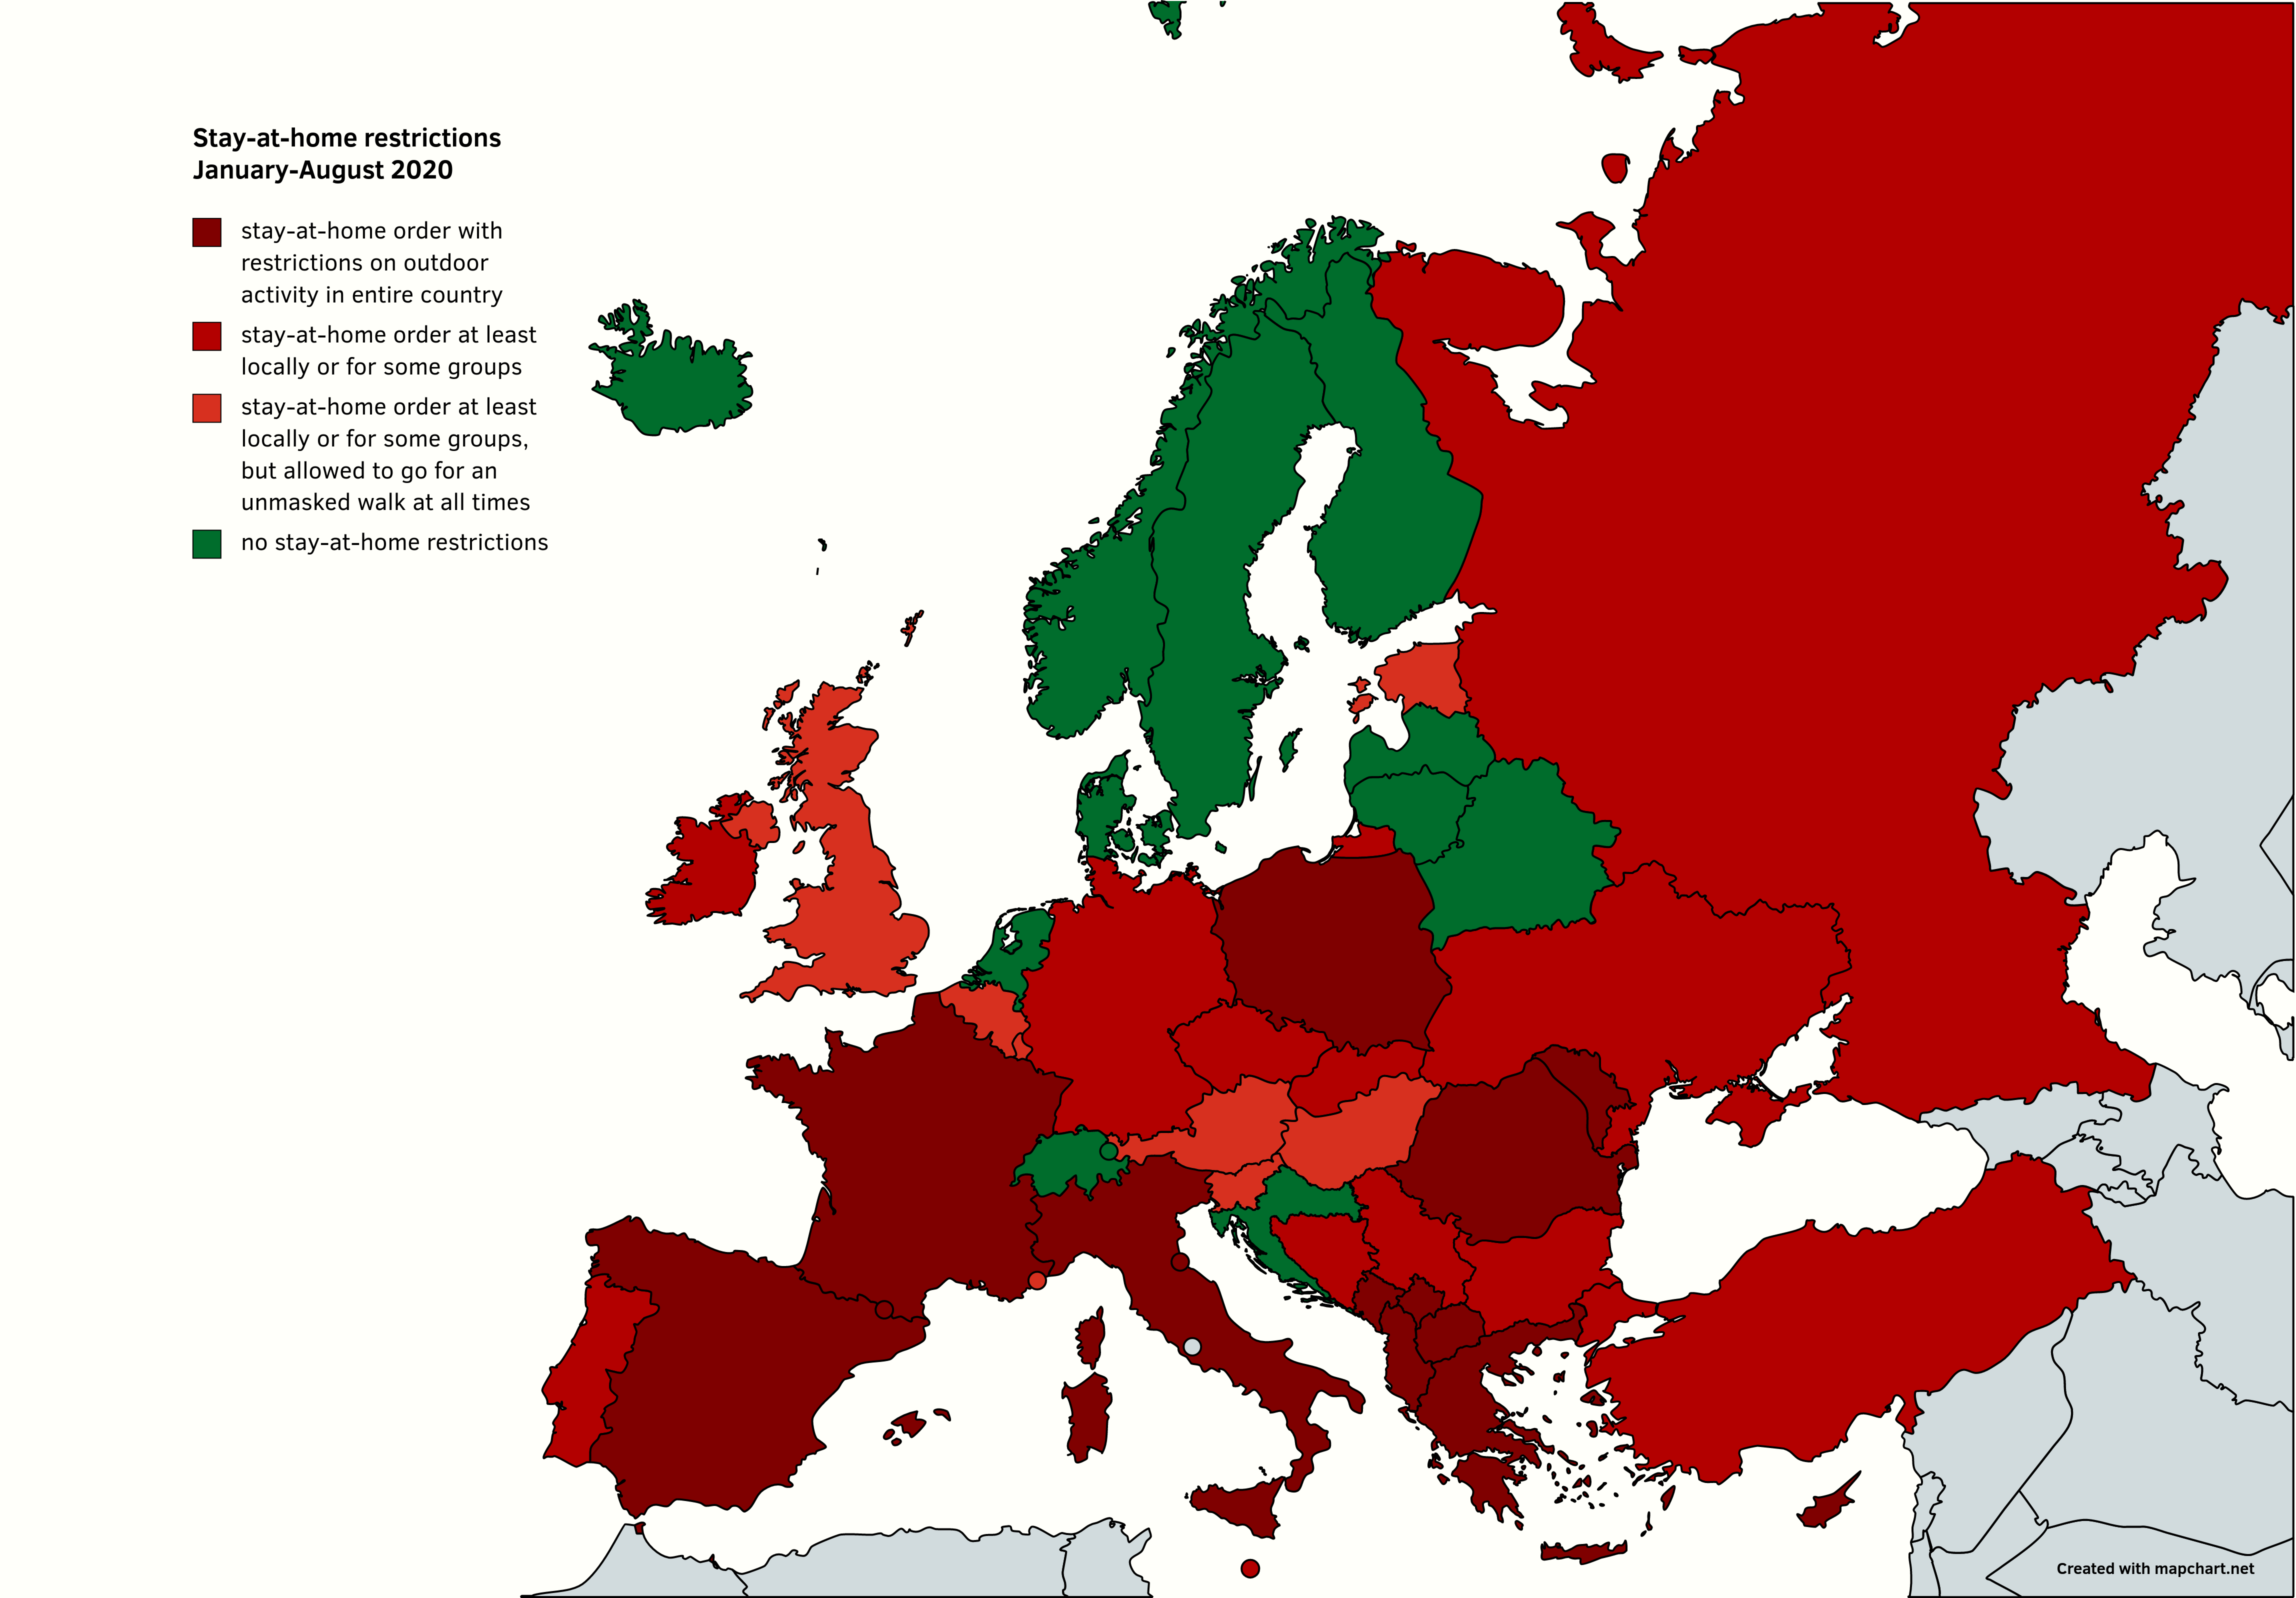 Stay-at-home restrictions
January-August 2020
stay-at-home order with
restrictions on outdoor
activity in entire country
stay-at-home order at least
locally or for some groups
stay-at-home order at least
locally or for some groups,
but allowed to go for an
unmasked walk at all times
no stay-at-home restrictions
Created with mapchart.net